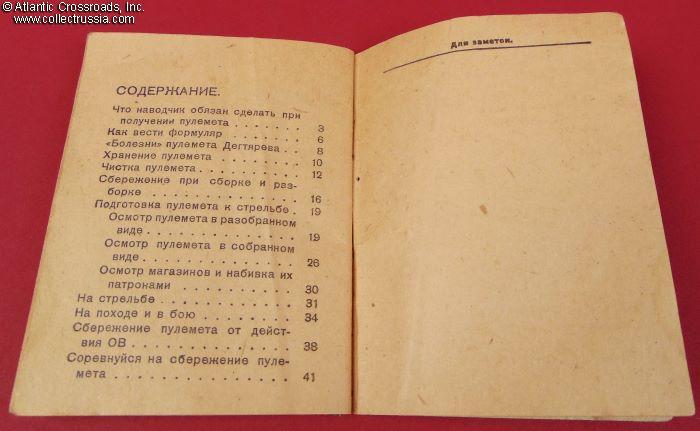 © Atlantic Crossroads, Inc.
www.collectrussia.com
СОДЕРЖАНИЕ.
Что наводчик обязан сделать при
получении пулемета . . . . . . . 3
Как вести формуляр . . . . . . . 6
«Болезни» пулемета Дегтярева . . 8
Хранение пулемета . . . . . . . . 10
Чистка пулемета . . . . . . . . . 12
Сбережение при сборке и раз-
борке . . . . . . . . . . . . . . 16
Подготовка пулемета к стрельбе . 19
Осмотр пулемета в разобранном
виде . . . . . . . . . . . . . . 19
Осмотр пулемета в собранном
виде . . . . . . . . . . . . . . 26
Осмотр магазинов и набивка их
патронами . . . . . . . . . . . 30
На стрельбе . . . . . . . . . . . 31
На походе и в бою . . . . . . . . 34
Сбережение пулемета от дейст-
вия ОВ . . . . . . . . . . . . . 38
Соревнуйся на сбережение пуле-
мета . . . . . . . . . . . . . . 41
Для заметок.